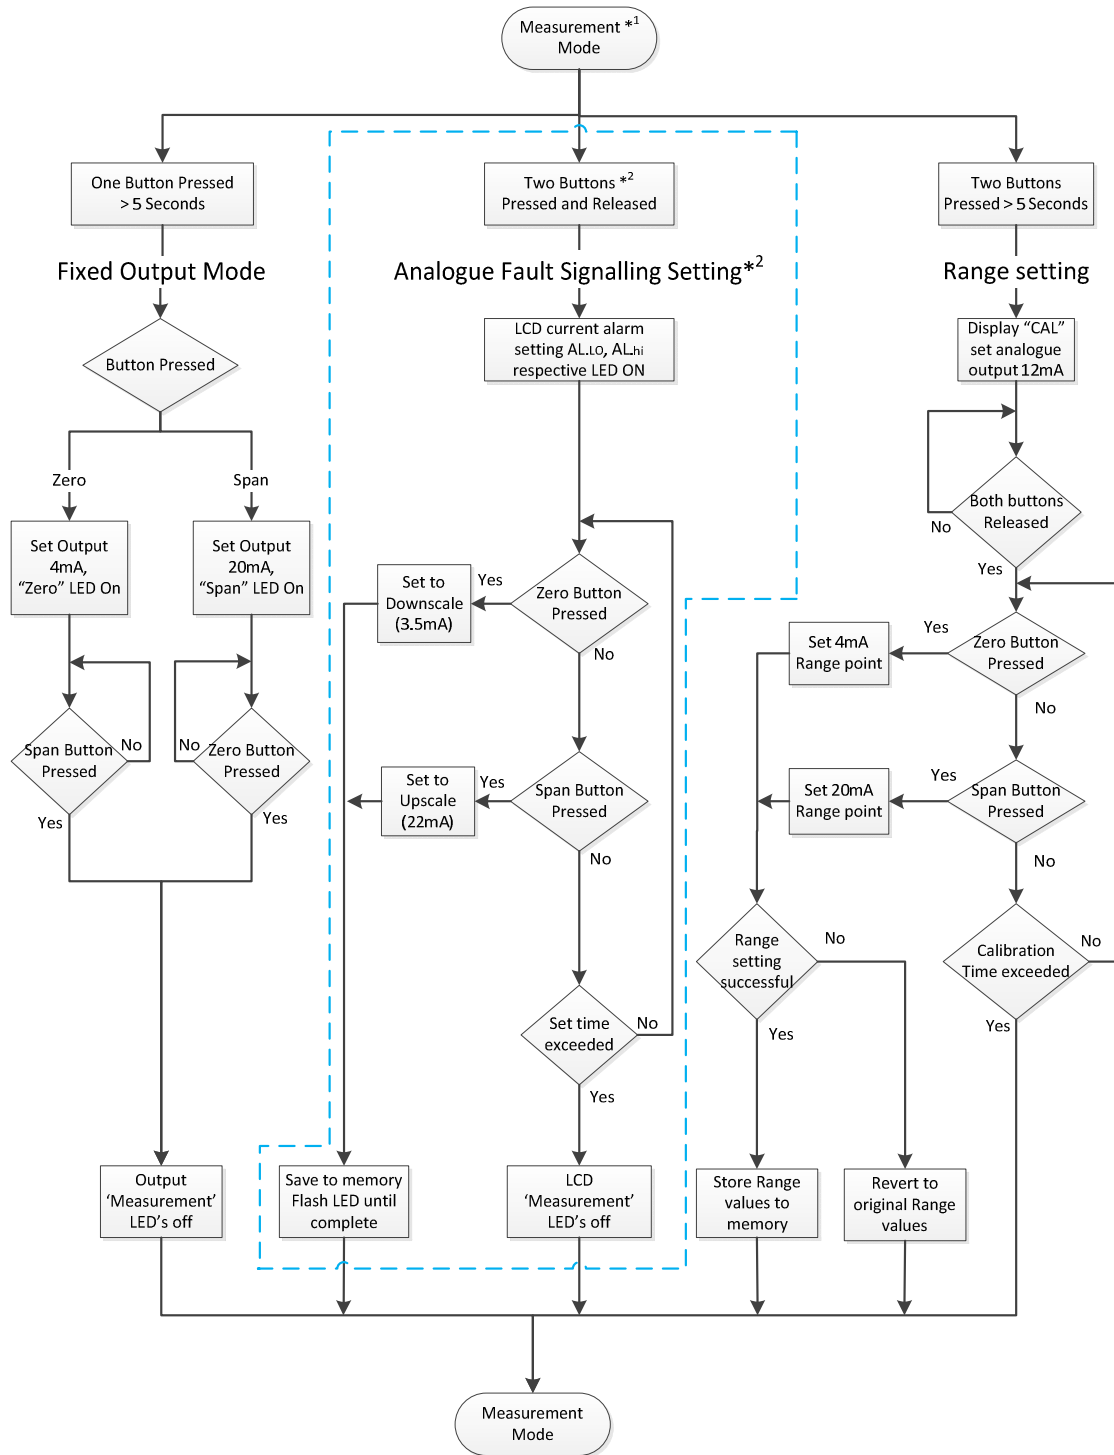 Measurement *1
Mode
One Button Pressed
> 5 Seconds
Two Buttons *2
Pressed and Released
Two Buttons
Pressed > 5 Seconds
Fixed Output Mode
Analogue Fault Signalling Setting*2
Range setting
Button Pressed
LCD current alarm
setting AL.LO, AL.hi
respective LED ON
Display “CAL”
set analogue
output 12mA
Zero
Span
Set Output
4mA,
“Zero” LED On
Set Output
20mA,
“Span” LED On
Both buttons
Released
No
Yes
Set to
Downscale
(3.5mA)
Yes
Zero Button
Pressed
No
Set 4mA
Range point
Yes
Zero Button
Pressed
No
Span Button
Pressed
No
Yes
No
Zero Button
Pressed
Yes
Set to
Upscale
(22mA)
Yes
Span Button
Pressed
No
Set 20mA
Range point
Yes
Span Button
Pressed
No
Range
setting
successful
No
Yes
Calibration
Time exceeded
No
Yes
Set time
exceeded
No
Yes
Output
‘Measurement’
LED’s off
Save to memory
Flash LED until
complete
LCD
‘Measurement’
LED’s off
Store Range
values to
memory
Revert to
original Range
values
Measurement
Mode